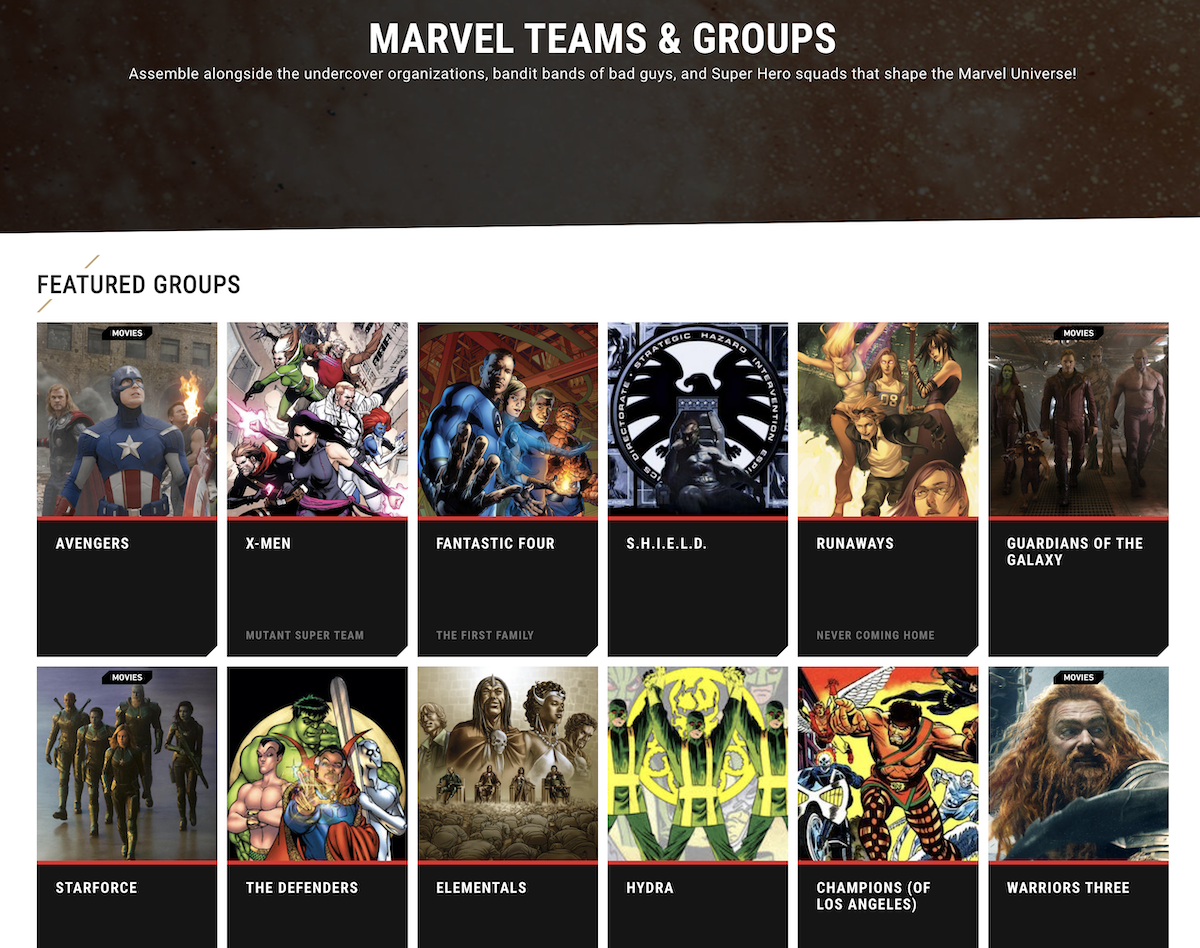 MARVEL TEAMS & GROUPS
Assemble alongside the undercover organizations, bandit bands of bad guys, and Super Hero squads that shape the Marvel Universe!
FEATURED GROUPS
MOVIES
AVENGERS
X-MEN
MUTANT SUPER TEAM
FANTASTIC FOUR
THE FIRST FAMILY
STRATEGIC HAZARD INTERVENTION ESPI
ICS DIRECTORATE
S.H.I.E.L.D.
08
RUNAWAYS
NEVER COMING HOME
MOVIES
GUARDIANS OF THE
GALAXY
MOVIES
STARFORCE
THE DEFENDERS
ELEMENTALS
HYDRA
CHAMPIONS (OF
LOS ANGELES)
MOVIES
WARRIORS THREE